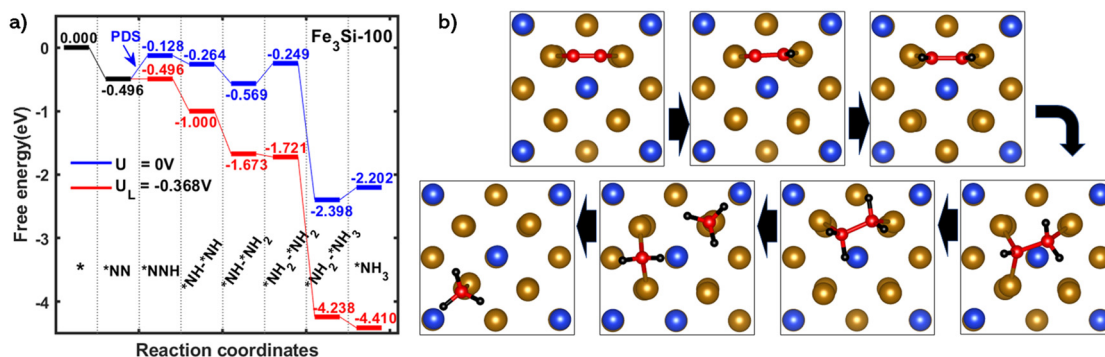 a)
b)
Fe₃Si-100
PDS
0.000
-0.496
-0.128
-0.496
-0.264
-1.000
-0.569
-1.673
-0.249
-1.721
-2.398
-4.238
-2.202
-4.410
U = 0V
U_L = -0.368V
0
-1
-2
-3
-4
Free energy(eV)
*
*NN
*NNH
*NH-*NH
*NH-*NH₂
*NH₂-*NH₂
*NH₂-*NH₃
*NH₃
Reaction coordinates